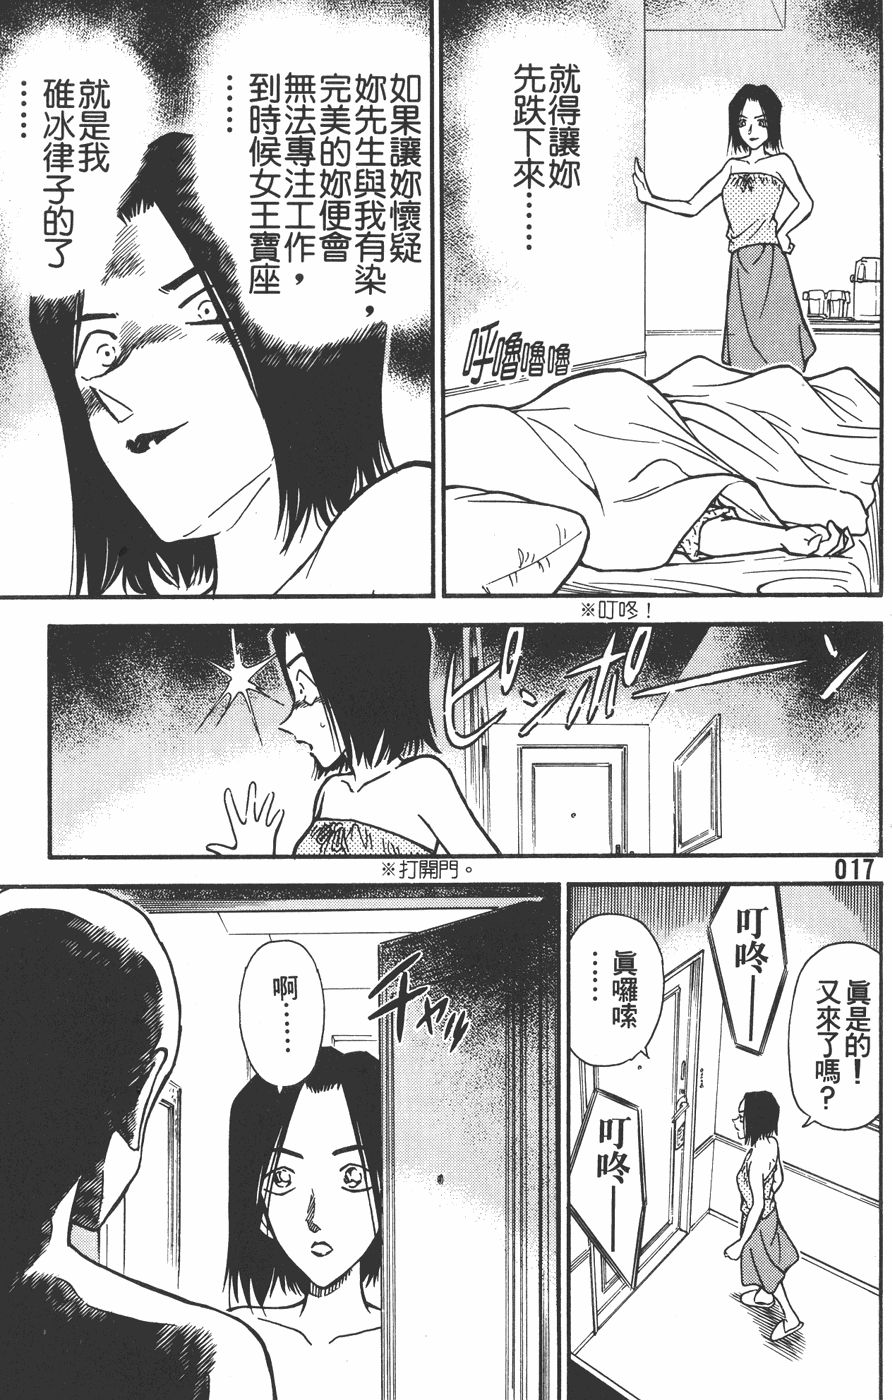 就得讓妳
先跌下來……
呼嚕嚕嚕
如果讓妳懷疑
妳先生與我有染，
完美的妳便會
無法專注工作，
到時候女王寶座
……
就是我
碓冰律子的了
……
※叮咚！
ピンポーン
017
真是的！
又來了嗎？
叮咚—
真囉嗦
……
叮咚—
※打開門。
啊……
チャッ